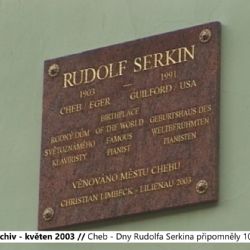 RUDOLF SERKIN
1903 — 1991
CHEB / EGER GUILFORD / USA
RODNÝ DŮM SVĚTOZNÁMÉHO KLAVIRISTY
BIRTHPLACE OF THE WORLD FAMOUS PIANIST
GEBURTSHAUS DES WELTBERÜHMTEN PIANISTEN
VĚNOVÁNO MĚSTU CHEBU
CHRISTIAN LIMBECK - LILIENAU 2003
chiv - květen 2003 // Cheb - Dny Rudolfa Serkina připomněly 10